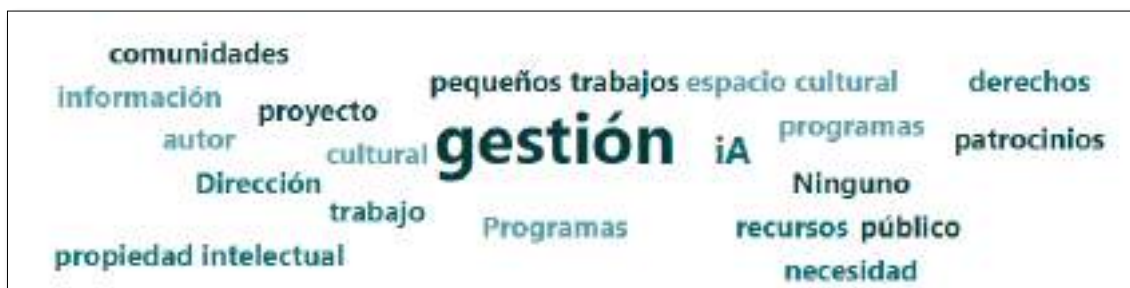 comunidades
pequeños trabajos espacio cultural derechos
información
proyecto
programas
autor
cultural gestión iA
patrocinios
Dirección
Ninguno
trabajo
Programas
recursos público
propiedad intelectual
necesidad